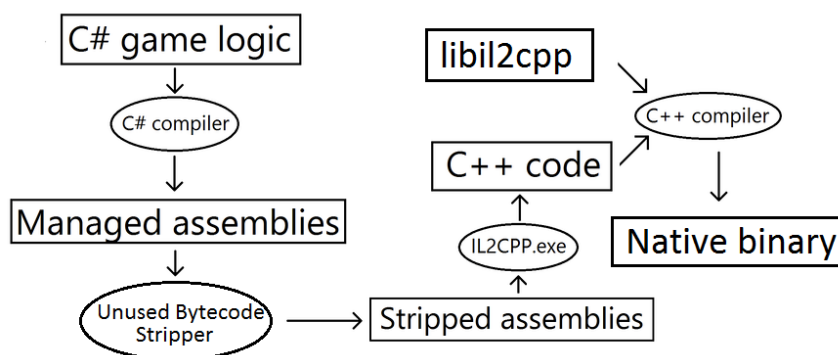 C# game logic
C# compiler
Managed assemblies
Unused Bytecode
Stripper
Stripped assemblies
IL2CPP.exe
C++ code
libil2cpp
C++ compiler
Native binary